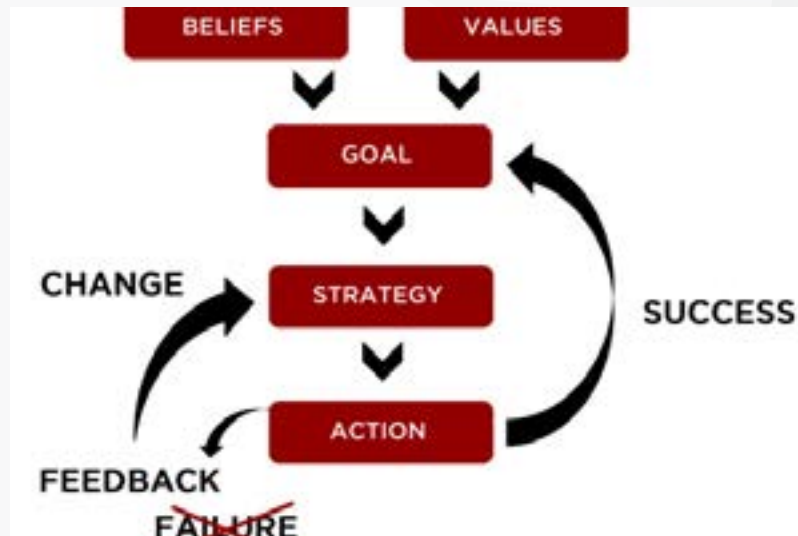 BELIEFS
VALUES
GOAL
CHANGE
STRATEGY
SUCCESS
ACTION
FEEDBACK
FAILURE